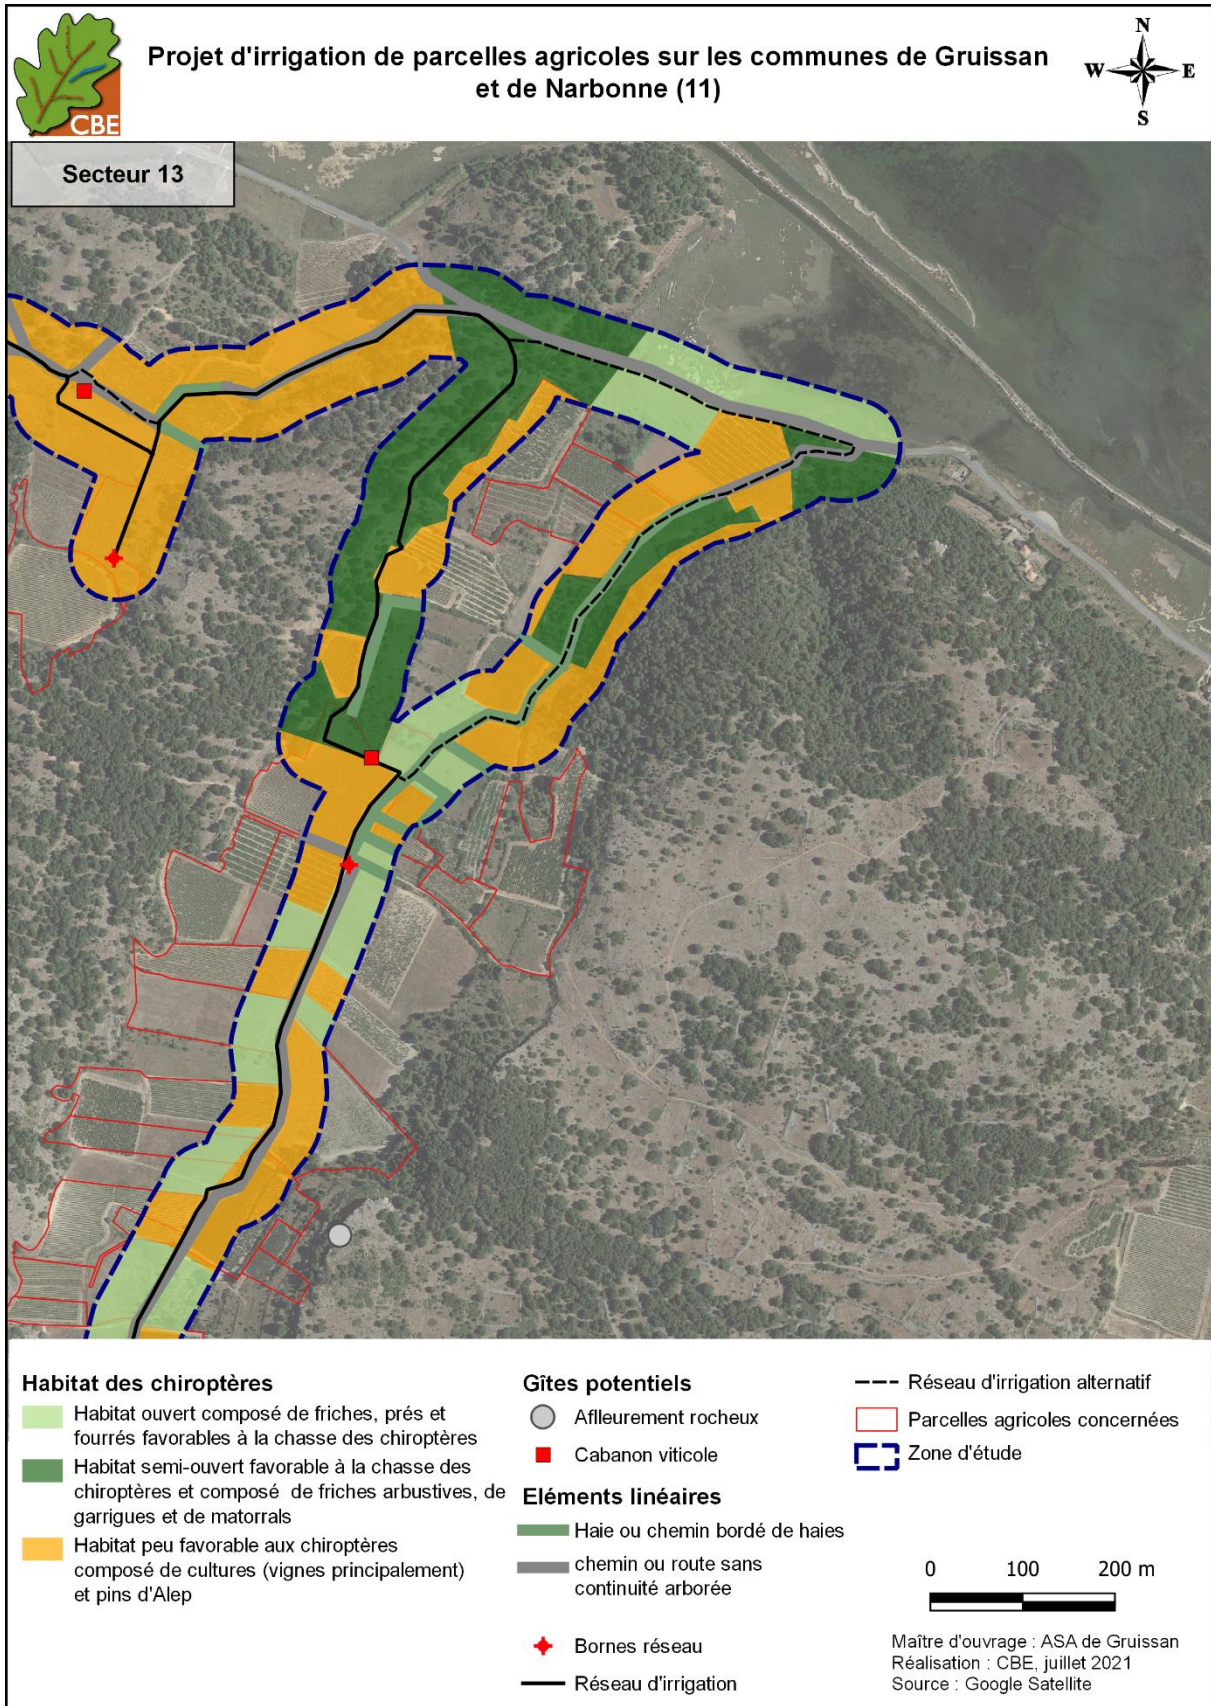 CBE
Projet d'irrigation de parcelles agricoles sur les communes de Gruissan
et de Narbonne (11)
N
W
E
S
Secteur 13
Habitat des chiroptères
Habitat ouvert composé de friches, prés et
fourrés favorables à la chasse des chiroptères
Habitat semi-ouvert favorable à la chasse des
chiroptères et composé de friches arbustives, de
garrigues et de matorrals
Habitat peu favorable aux chiroptères
composé de cultures (vignes principalement)
et pins d'Alep
Gîtes potentiels
Aflleurement rocheux
Cabanon viticole
Eléments linéaires
Haie ou chemin bordé de haies
chemin ou route sans
continuité arborée
Bornes réseau
Réseau d'irrigation
Réseau d'irrigation alternatif
Parcelles agricoles concernées
Zone d'étude
0 100 200 m
Maître d'ouvrage : ASA de Gruissan
Réalisation : CBE, juillet 2021
Source : Google Satellite